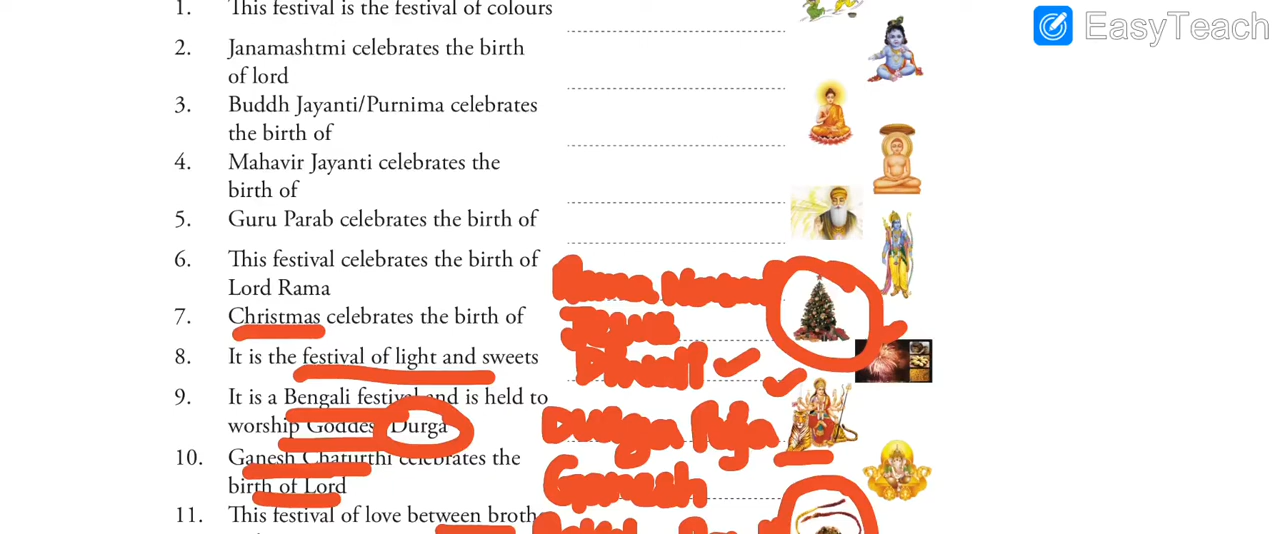 1. This festival is the festival of colours
EasyTeach
2. Janamashtmi celebrates the birth
of lord
3. Buddh Jayanti/Purnima celebrates
the birth of
4. Mahavir Jayanti celebrates the
birth of
5. Guru Parab celebrates the birth of
6. This festival celebrates the birth of
Lord Rama
Rama
7. Christmas celebrates the birth of
Jesus
8. It is the festival of light and sweets
Diwali
9. It is a Bengali festival and is held to
worship Goddess Durga
Durga Puja
10. Ganesh Chaturthi celebrates the
birth of Lord
Ganesh
11. This festival of love between